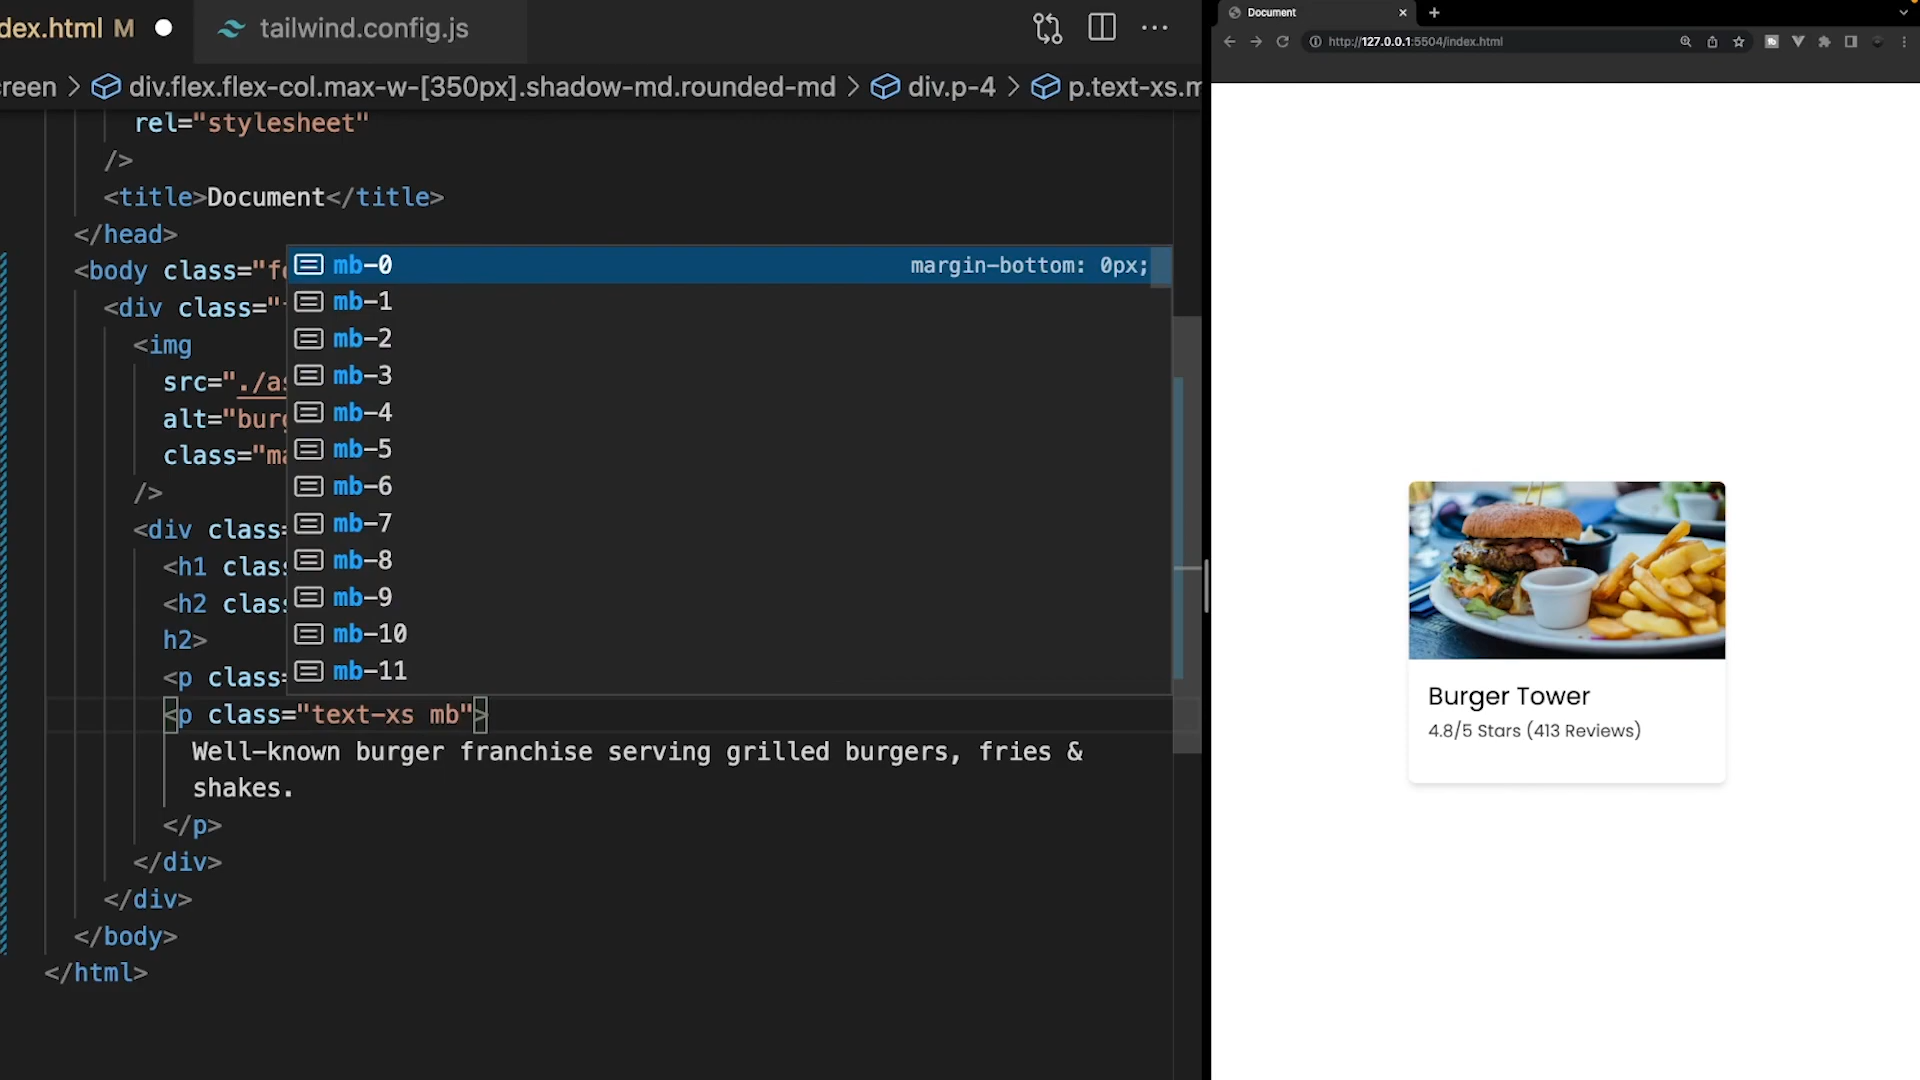 dex.html M
tailwind.config.js
reen > div.flex.flex-col.max-w-[350px].shadow-md.rounded-md > div.p-4 > p.text-xs.m
rel="stylesheet"
/>
<title>Document</title>
</head>
<body class="f
<div class="
<img
src="./as
alt="burg
class="ma
/>
<div class=
<h1 clas
<h2 clas
h2>
<p class=
<p class="text-xs mb">
Well-known burger franchise serving grilled burgers, fries &
shakes.
</p>
</div>
</div>
</body>
</html>
mb-0 margin-bottom: 0px;
mb-1
mb-2
mb-3
mb-4
mb-5
mb-6
mb-7
mb-8
mb-9
mb-10
mb-11
Document
http://127.0.0.1:5504/index.html
Burger Tower
4.8/5 Stars (413 Reviews)